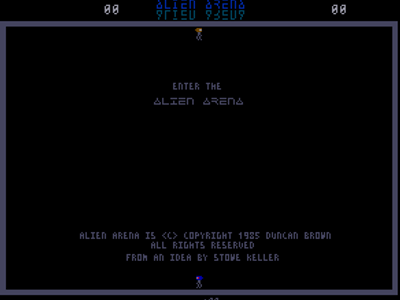 00 ALIEN ARENA 00
ENTER THE
ALIEN ARENA
ALIEN ARENA IS <C> COPYRIGHT 1985 DUNCAN BROWN
ALL RIGHTS RESERVED
FROM AN IDEA BY STOWE KELLER